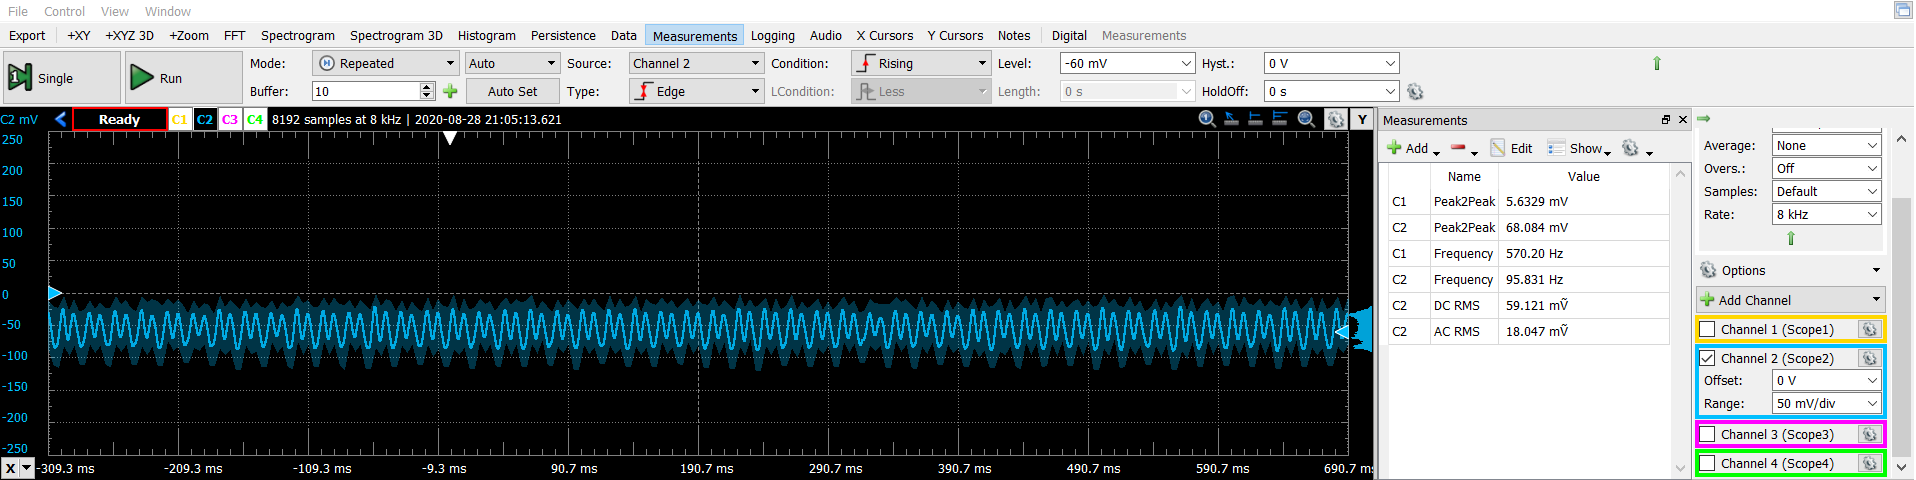 File Control View Window
Export +XY +XYZ 3D +Zoom FFT Spectrogram Spectrogram 3D Histogram Persistence Data Measurements Logging Audio X Cursors Y Cursors Notes Digital Measurements
1 Single Run Mode: Repeated Auto Source: Channel 2 Condition: Rising Level: -60 mV Hyst.: 0 V
Buffer: 10 Auto Set Type: Edge LCondition: Less Length: 0 s HoldOff: 0 s
C2 mV Ready C1 C2 C3 C4 8192 samples at 8 kHz | 2020-08-28 21:05:13.621 Y
250
200
150
100
50
0
-50
-100
-150
-200
-250
X -309.3 ms -209.3 ms -109.3 ms -9.3 ms 90.7 ms 190.7 ms 290.7 ms 390.7 ms 490.7 ms 590.7 ms 690.7 ms
Measurements
Add Edit Show
Name Value
C1 Peak2Peak 5.6329 mV
C2 Peak2Peak 68.084 mV
C1 Frequency 570.20 Hz
C2 Frequency 95.831 Hz
C2 DC RMS 59.121 mṼ
C2 AC RMS 18.047 mṼ
Average: None
Overs.: Off
Samples: Default
Rate: 8 kHz
Options
Add Channel
Channel 1 (Scope1)
Channel 2 (Scope2)
Offset: 0 V
Range: 50 mV/div
Channel 3 (Scope3)
Channel 4 (Scope4)